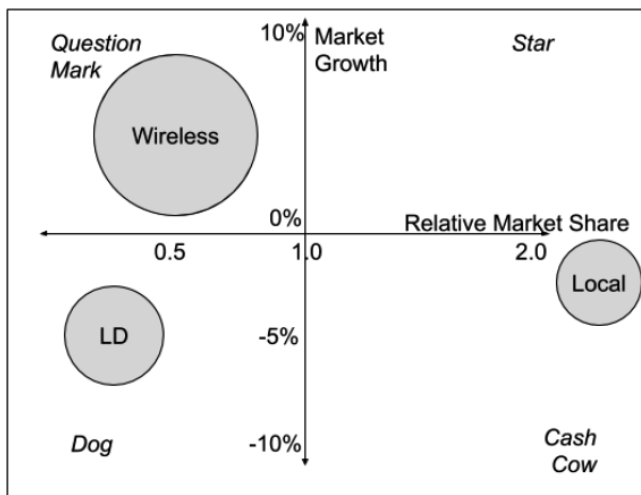 Question
Mark
10%
Market
Growth
Star
Wireless
0%
Relative Market Share
0.5
1.0
2.0
Local
LD
-5%
Dog
-10%
Cash
Cow